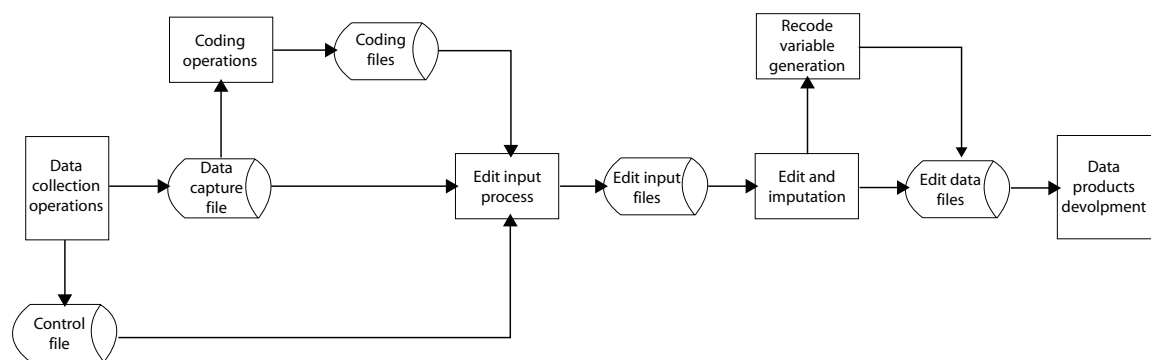 Coding
operations
Coding
files
Recode
variable
generation
Data
collection
operations
Data
capture
file
Edit input
process
Edit input
files
Edit and
imputation
Edit data
files
Data
products
devolpment
Control
file